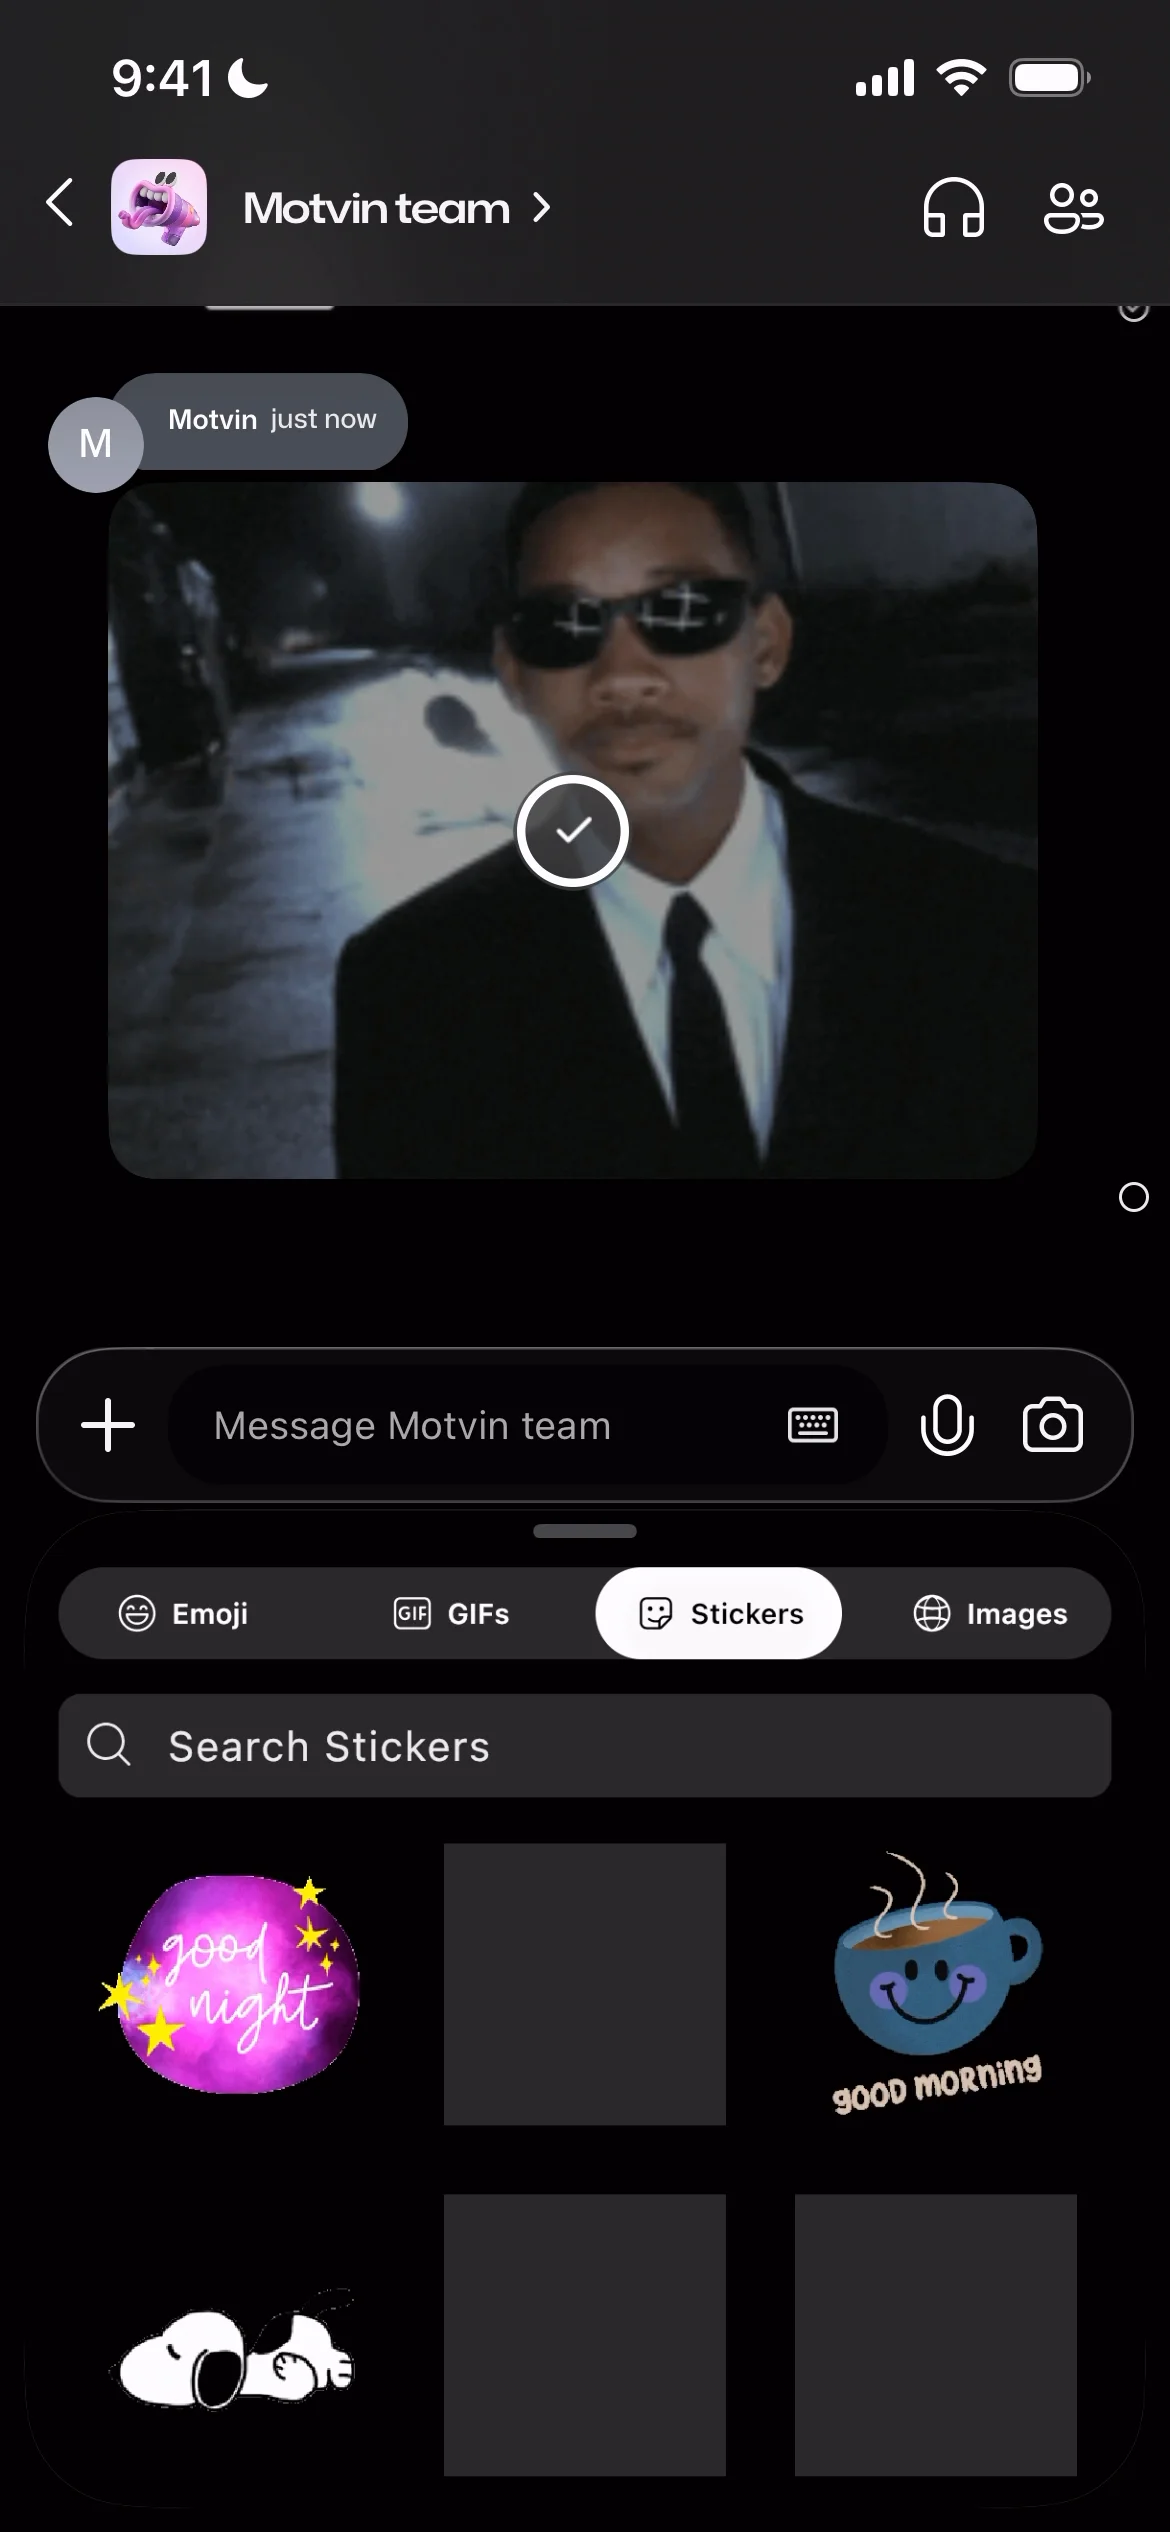 9:41
Motvin team
M
Motvin just now
Message Motvin team
Emoji
GIF GIFs
Stickers
Images
Search Stickers
good
night
good morning